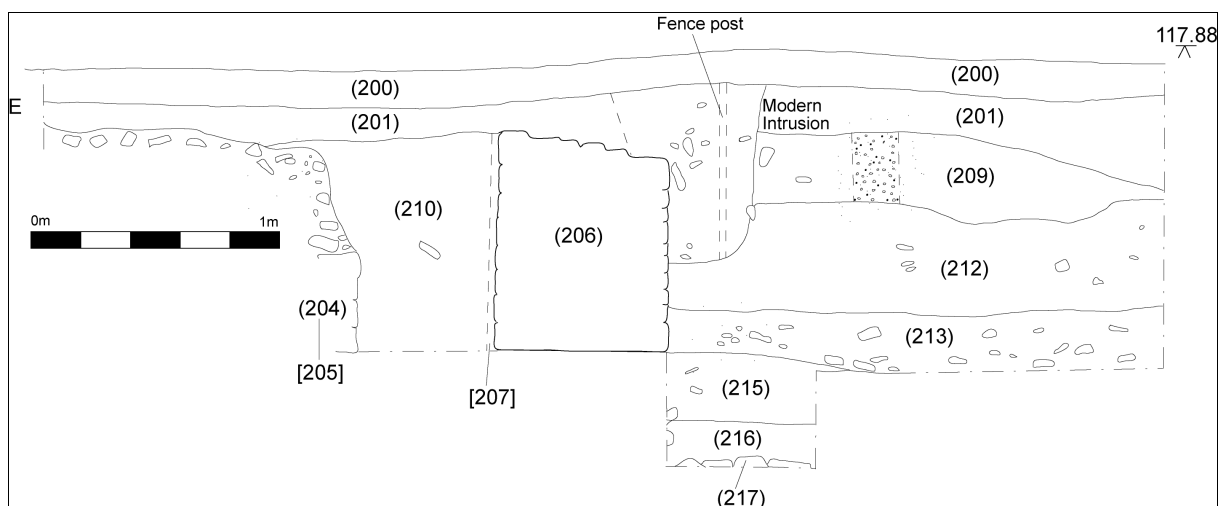 Fence post
117.88
(200)
(200)
E
(201)
Modern
Intrusion
(201)
(209)
0m
1m
(210)
(206)
(212)
(204)
(213)
[205]
[207]
(215)
(216)
(217)